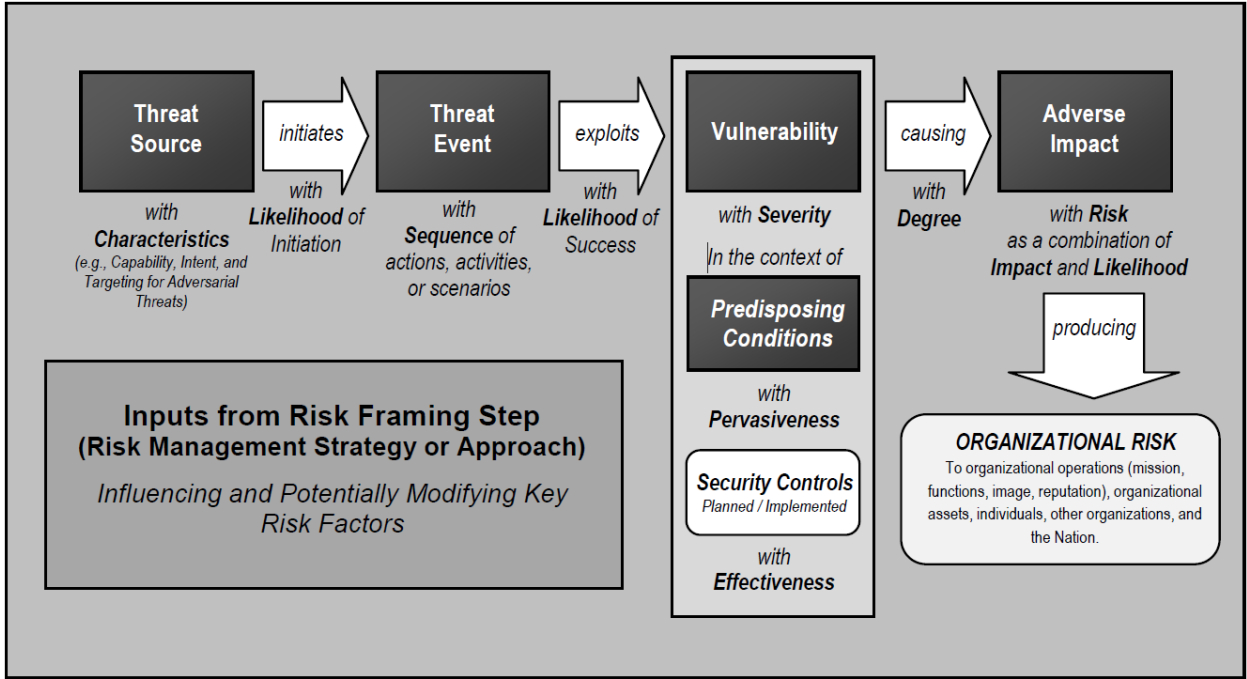 Threat
Source
initiates
Threat
Event
exploits
Vulnerability
causing
Adverse
Impact
with
Characteristics
(e.g., Capability, Intent, and
Targeting for Adversarial
Threats)
with
Likelihood of
Initiation
with
Sequence of
actions, activities,
or scenarios
with
Likelihood of
Success
with Severity
In the context of
Predisposing
Conditions
with
Pervasiveness
Security Controls
Planned / Implemented
with
Effectiveness
with
Degree
with Risk
as a combination of
Impact and Likelihood
producing
ORGANIZATIONAL RISK
To organizational operations (mission,
functions, image, reputation), organizational
assets, individuals, other organizations, and
the Nation.
Inputs from Risk Framing Step
(Risk Management Strategy or Approach)
Influencing and Potentially Modifying Key
Risk Factors